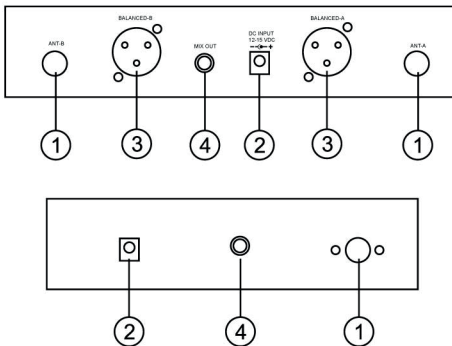 BALANCED-B
BALANCED-A
DC INPUT
12-15 VDC
ANT-B
MIX OUT
ANT-A
- +
1
3
4
2
3
1
2
4
1